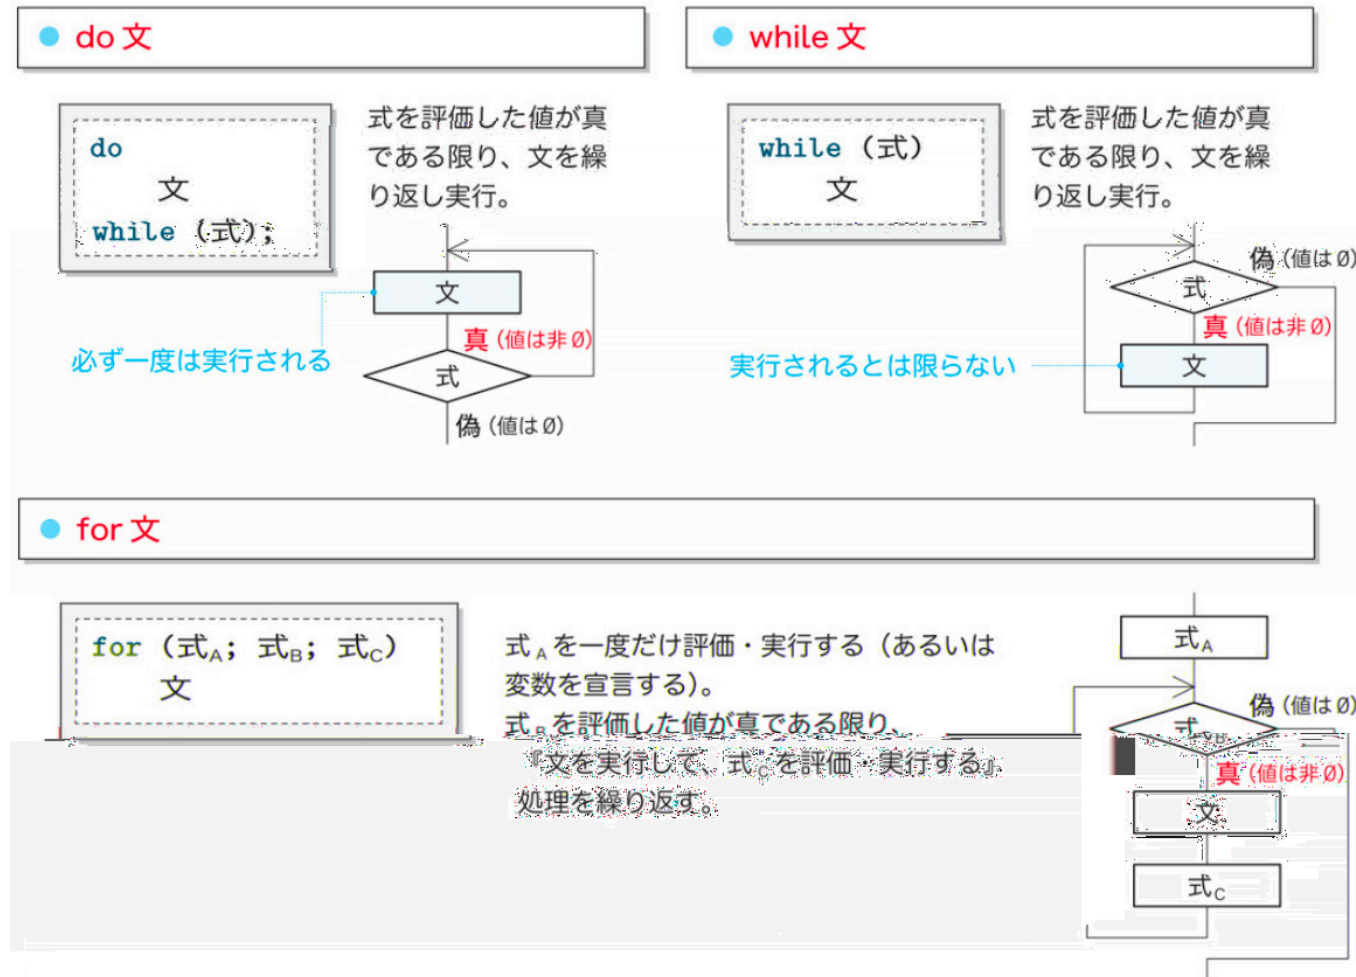 do 文
do
文
while (式);
式を評価した値が真
である限り、文を繰
り返し実行。
文
真 (値は非0)
必ず一度は実行される
式
偽 (値は0)
while 文
while (式)
文
式を評価した値が真
である限り、文を繰
り返し実行。
偽 (値は0)
式
真 (値は非0)
実行されるとは限らない
文
for 文
for (式A; 式B; 式C)
文
式Aを一度だけ評価・実行する（あるいは
変数を宣言する）。
式Bを評価した値が真である限り、
『文を実行して、式Cを評価・実行する』
処理を繰り返す。
式A
偽 (値は0)
式B
真 (値は非0)
文
式C